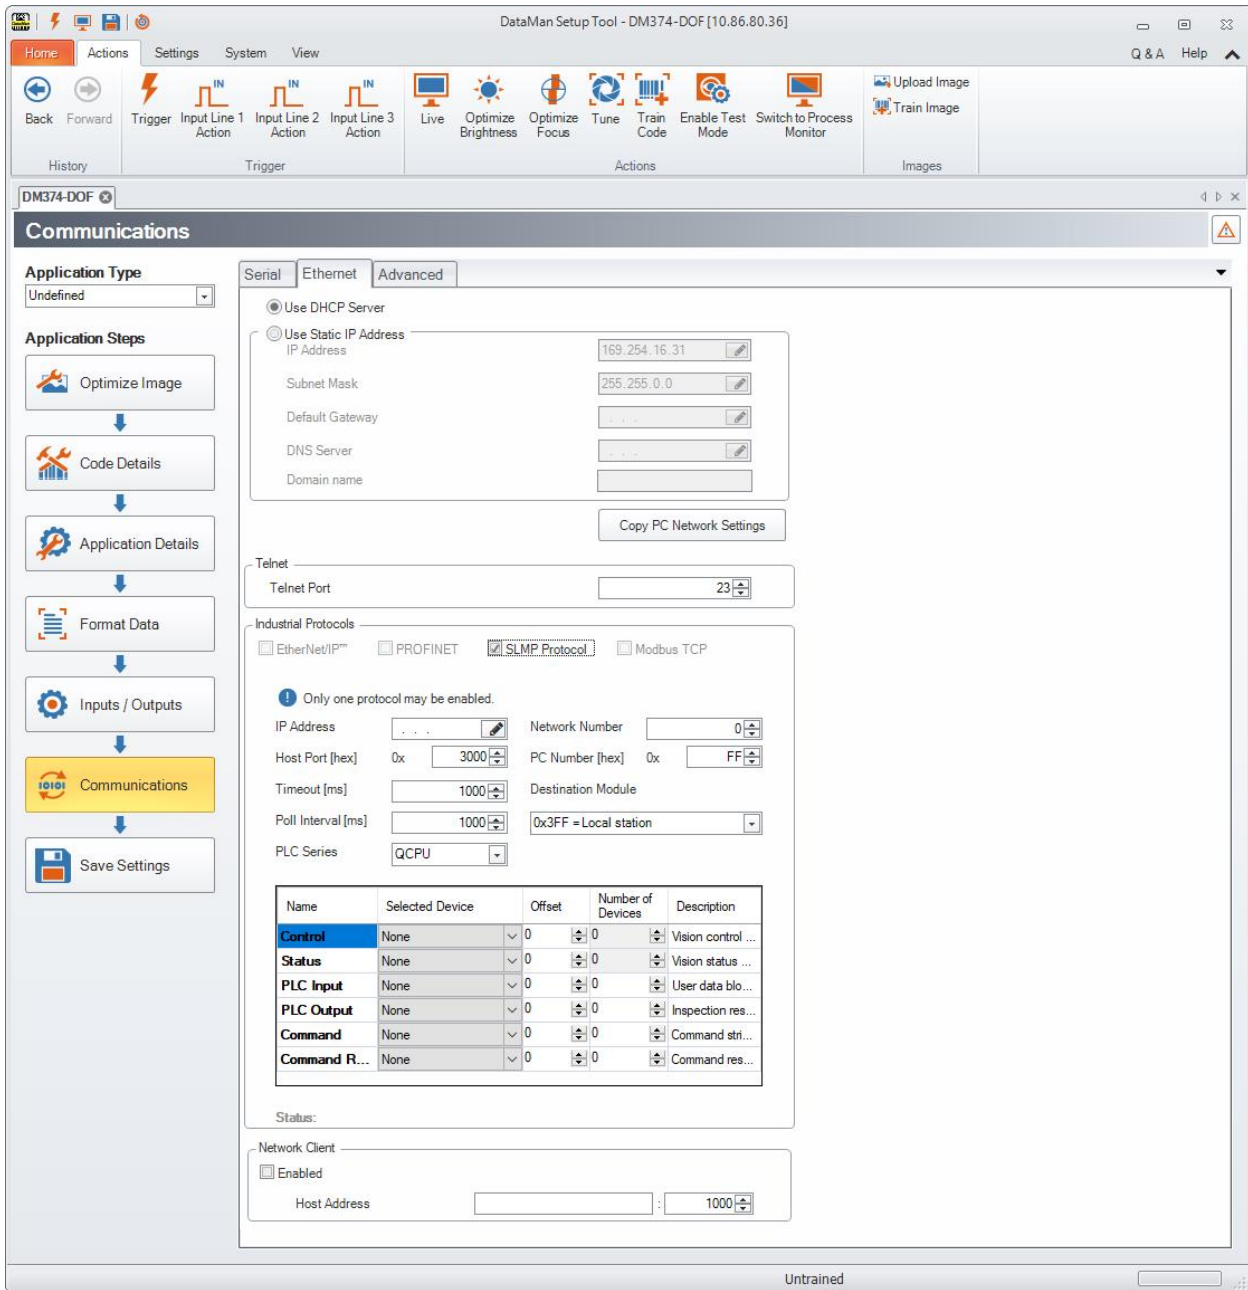 DataMan Setup Tool - DM374-DOF [10.86.80.36]
Home Actions Settings System View Q & A Help
Back Forward Trigger Input Line 1 Action Input Line 2 Action Input Line 3 Action Live Optimize Brightness Optimize Focus Tune Train Code Enable Test Mode Switch to Process Monitor Upload Image
Train Image
History Trigger Actions Images
DM374-DOF
Communications
Application Type
Undefined
Application Steps
Optimize Image
Code Details
Application Details
Format Data
Inputs / Outputs
Communications
Save Settings
Serial Ethernet Advanced
Use DHCP Server
Use Static IP Address
IP Address 169.254.16.31
Subnet Mask 255.255.0.0
Default Gateway . . .
DNS Server . . .
Domain name
Copy PC Network Settings
Telnet
Telnet Port 23
Industrial Protocols
EtherNet/IP™ PROFINET SLMP Protocol Modbus TCP
Only one protocol may be enabled.
IP Address . . . Network Number 0
Host Port [hex] 0x 3000 PC Number [hex] 0x FF
Timeout [ms] 1000 Destination Module
Poll Interval [ms] 1000 0x3FF = Local station
PLC Series QCPU
Name Selected Device Offset Number of Devices Description
Control None 0 0 Vision control ...
Status None 0 0 Vision status ...
PLC Input None 0 0 User data blo...
PLC Output None 0 0 Inspection res...
Command None 0 0 Command stri...
Command R... None 0 0 Command res...
Status:
Network Client
Enabled
Host Address : 1000
Untrained